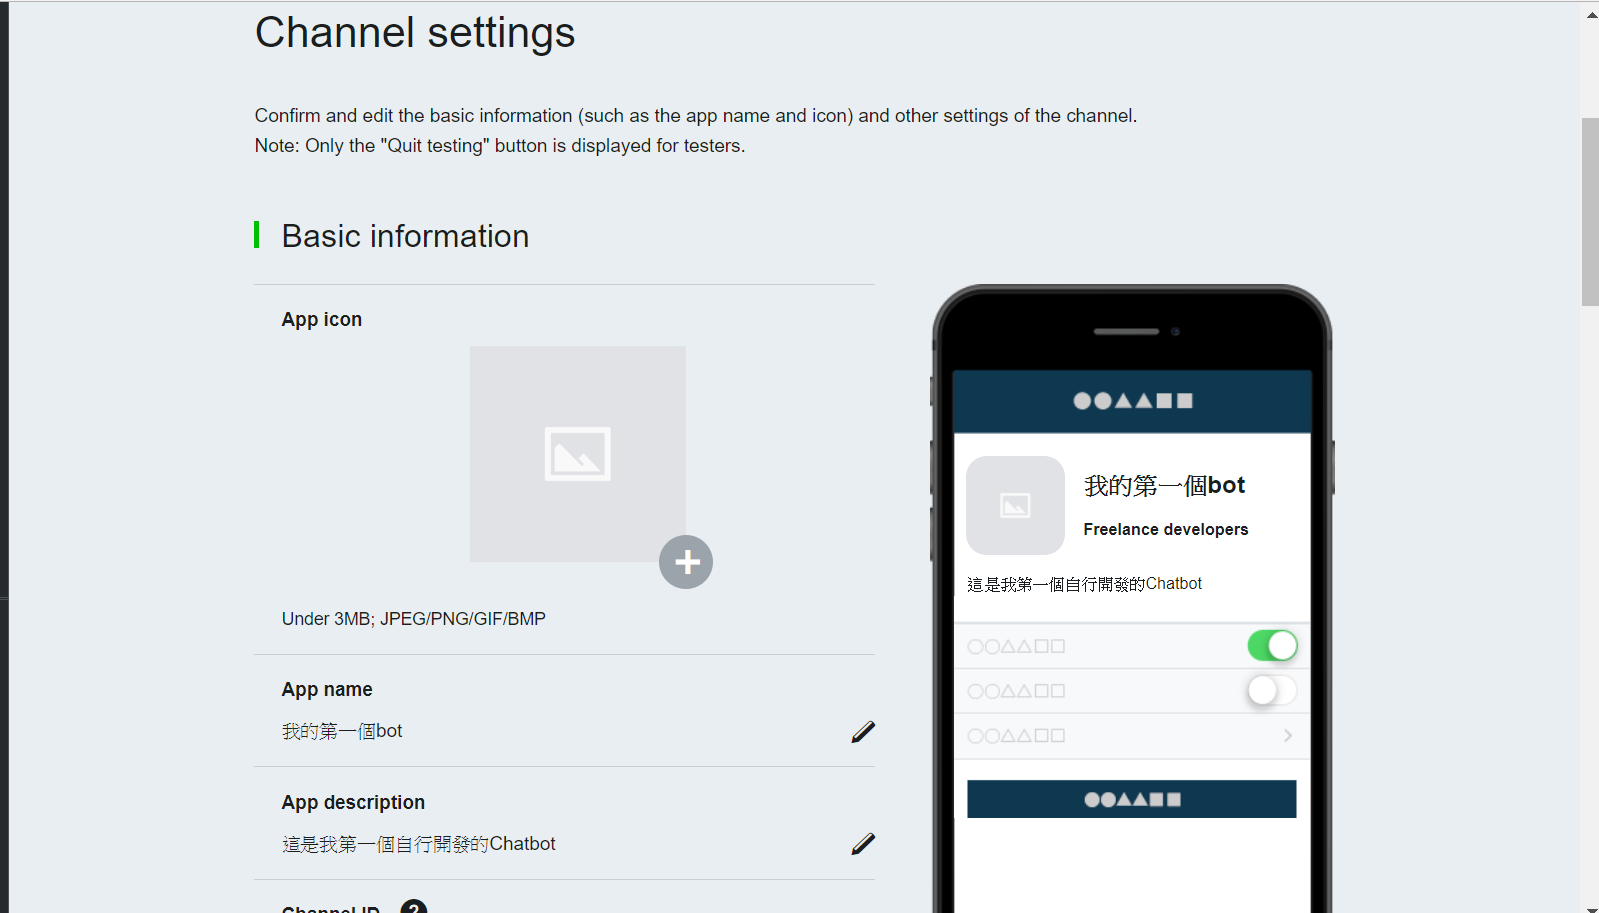 Channel settings
Confirm and edit the basic information (such as the app name and icon) and other settings of the channel.
Note: Only the "Quit testing" button is displayed for testers.
Basic information
App icon
Under 3MB; JPEG/PNG/GIF/BMP
App name
我的第一個bot
App description
這是我第一個自行開發的Chatbot
Channel ID
?
我的第一個bot
Freelance developers
這是我第一個自行開發的Chatbot